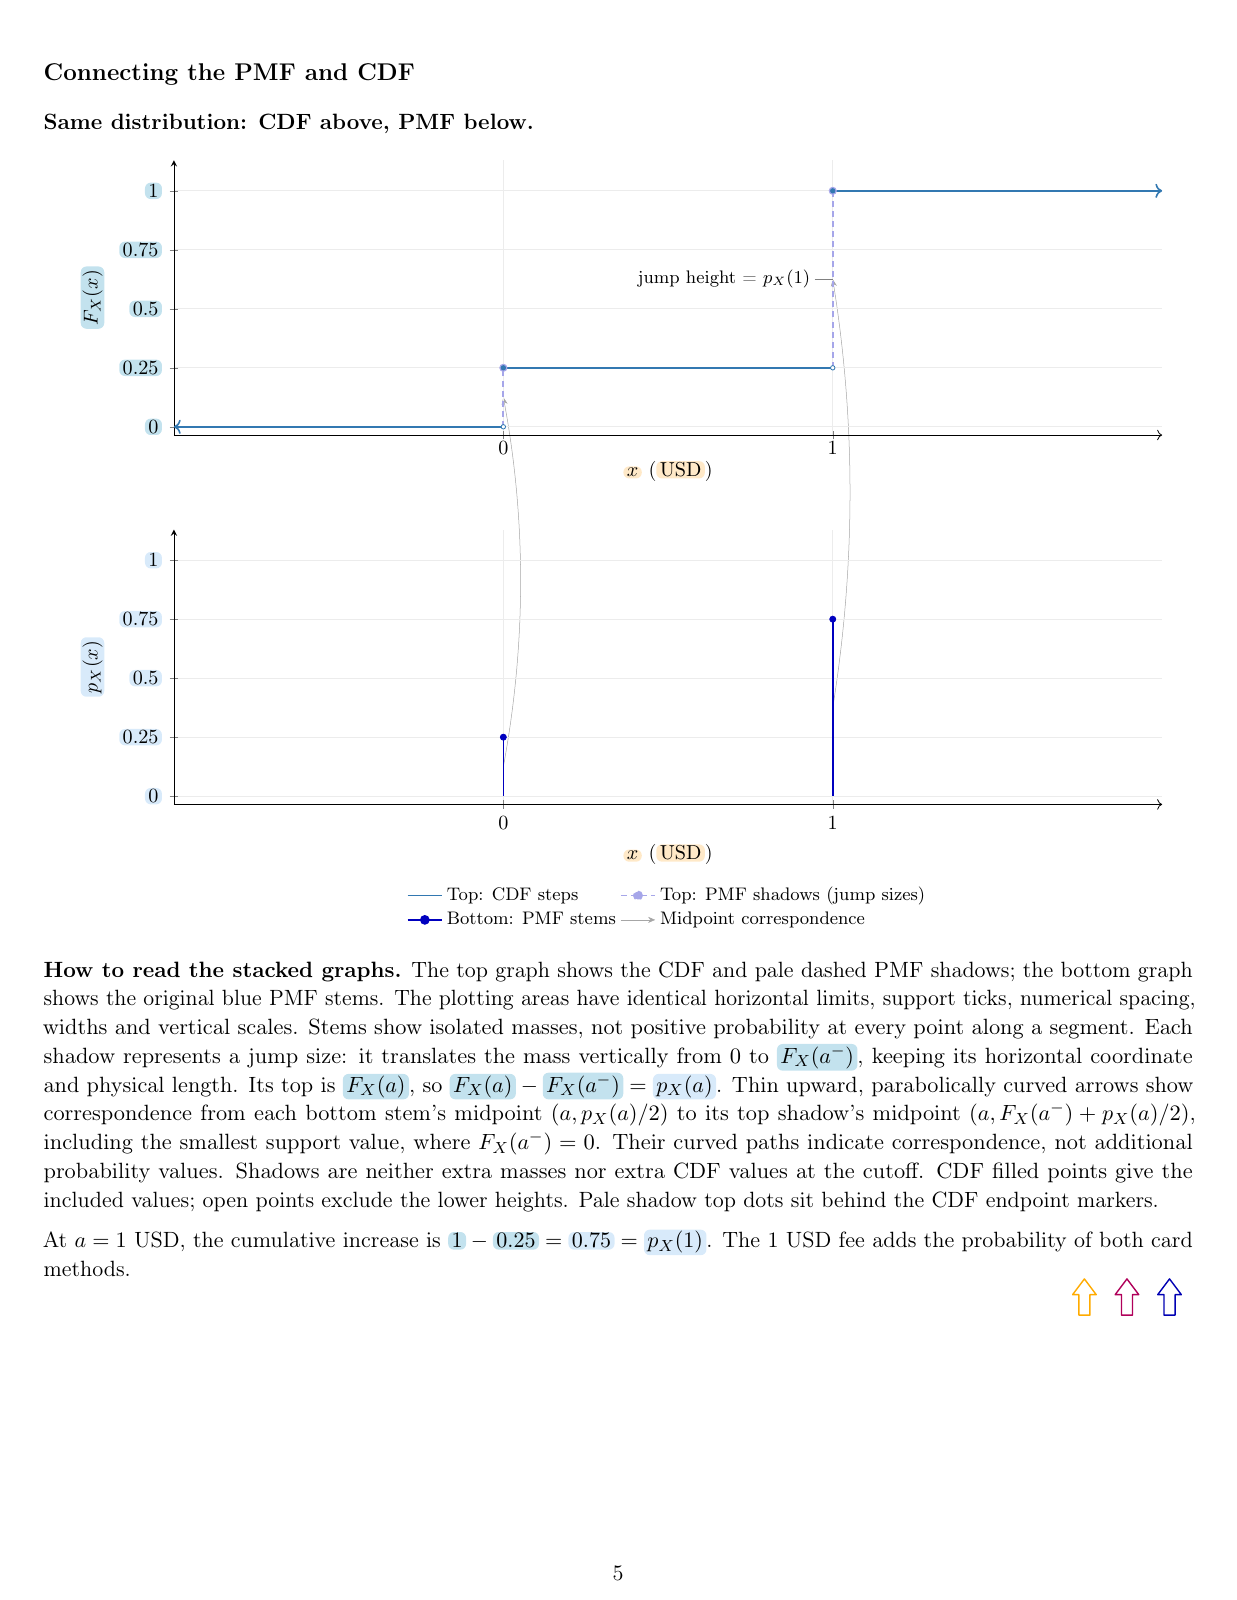 Connecting the PMF and CDF
Same distribution: CDF above, PMF below.
1
0.75
0.5
0.25
0
F_X(x)
jump height = p_X(1)
0 1
x (USD)
1
0.75
0.5
0.25
0
p_X(x)
0 1
x (USD)
Top: CDF steps Top: PMF shadows (jump sizes)
Bottom: PMF stems Midpoint correspondence
How to read the stacked graphs. The top graph shows the CDF and pale dashed PMF shadows; the bottom graph
shows the original blue PMF stems. The plotting areas have identical horizontal limits, support ticks, numerical spacing,
widths and vertical scales. Stems show isolated masses, not positive probability at every point along a segment. Each
shadow represents a jump size: it translates the mass vertically from 0 to F_X(a⁻), keeping its horizontal coordinate
and physical length. Its top is F_X(a), so F_X(a) − F_X(a⁻) = p_X(a). Thin upward, parabolically curved arrows show
correspondence from each bottom stem's midpoint (a, p_X(a)/2) to its top shadow's midpoint (a, F_X(a⁻) + p_X(a)/2),
including the smallest support value, where F_X(a⁻) = 0. Their curved paths indicate correspondence, not additional
probability values. Shadows are neither extra masses nor extra CDF values at the cutoff. CDF filled points give the
included values; open points exclude the lower heights. Pale shadow top dots sit behind the CDF endpoint markers.
At a = 1 USD, the cumulative increase is 1 − 0.25 = 0.75 = p_X(1). The 1 USD fee adds the probability of both card
methods.
5